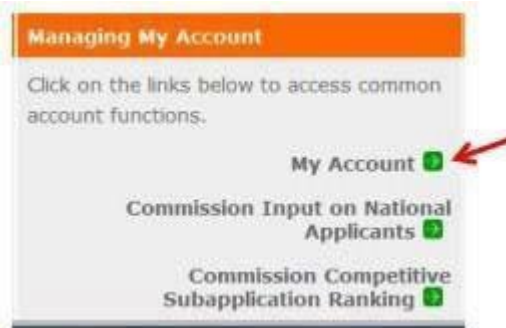 Managing My Account
Click on the links below to access common
account functions.
My Account
Commission Input on National
Applicants
Commission Competitive
Subapplication Ranking